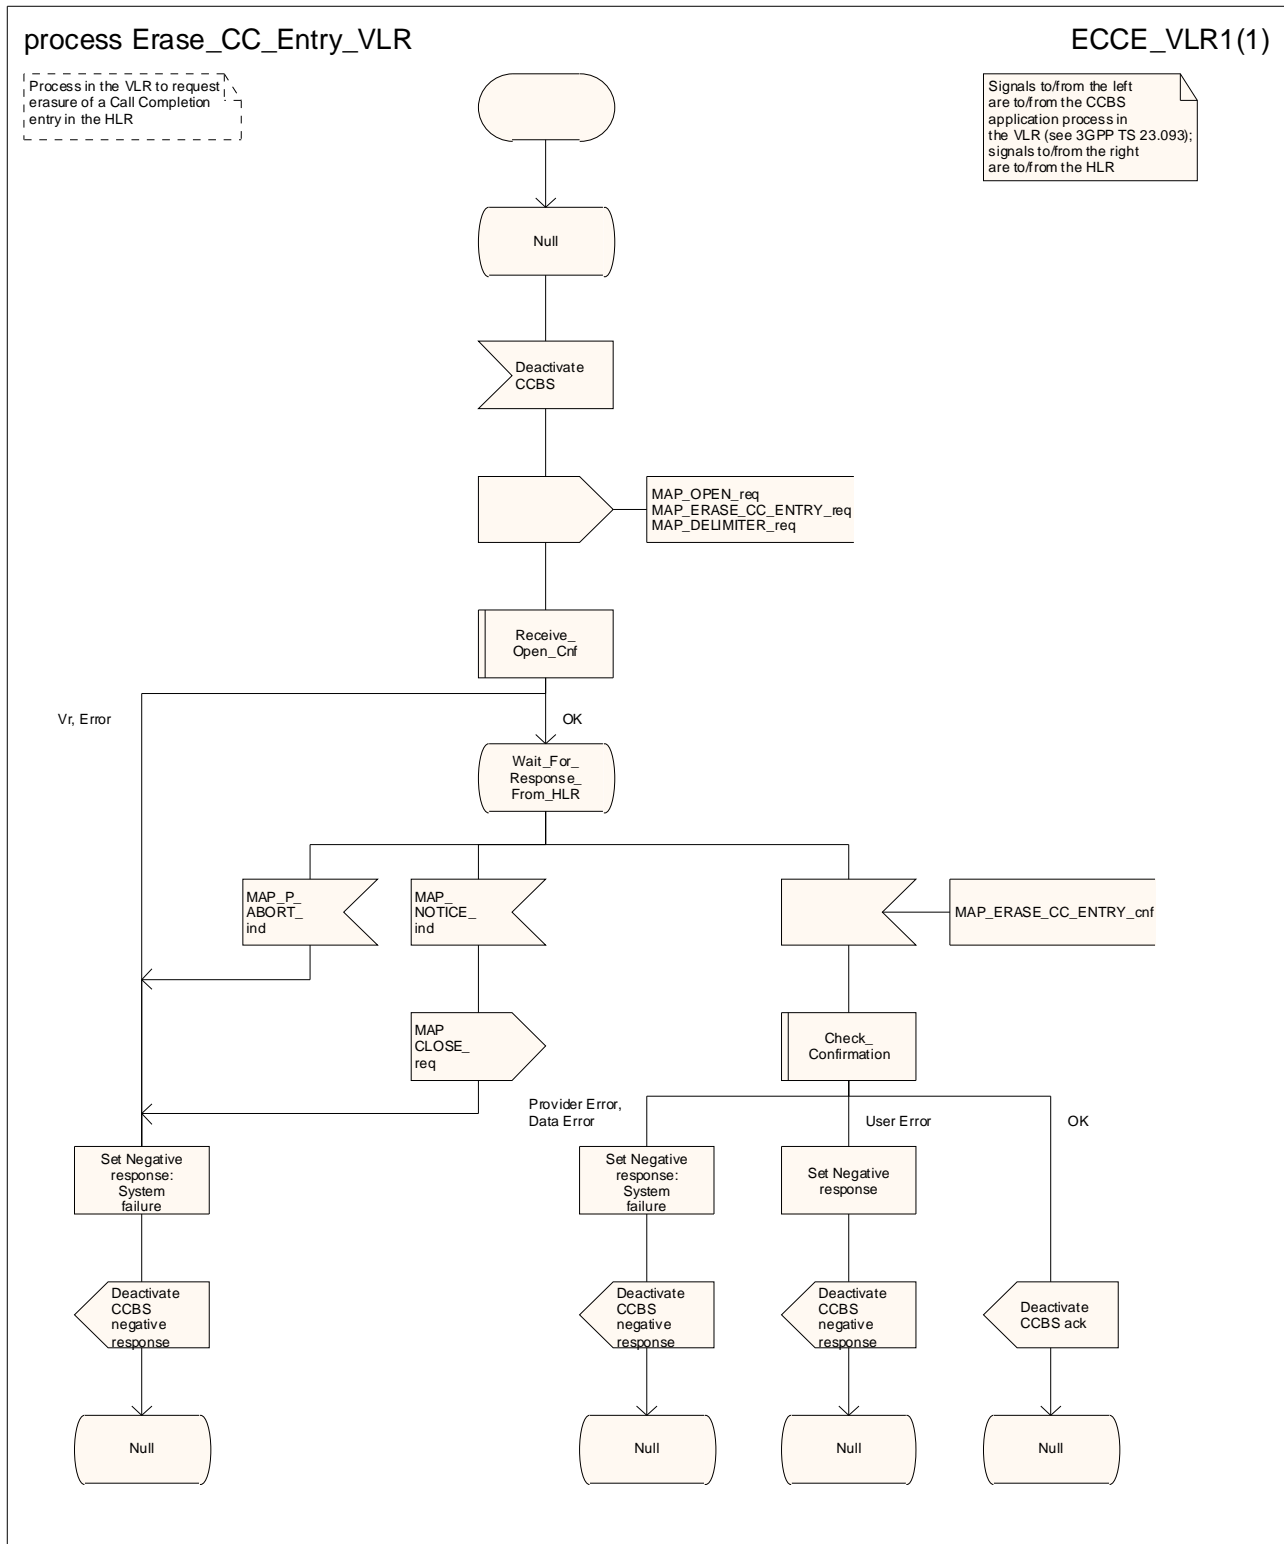 process Erase_CC_Entry_VLR
ECCE_VLR1(1)
Process in the VLR to request
erasure of a Call Completion
entry in the HLR
Signals to/from the left
are to/from the CCBS
application process in
the VLR (see 3GPP TS 23.093);
signals to/from the right
are to/from the HLR
Null
Deactivate
CCBS
MAP_OPEN_req
MAP_ERASE_CC_ENTRY_req
MAP_DELIMITER_req
Receive_
Open_Cnf
Vr, Error
OK
Wait_For_
Response_
From_HLR
MAP_P_
ABORT_
ind
MAP_
NOTICE_
ind
MAP_ERASE_CC_ENTRY_cnf
MAP
CLOSE_
req
Check_
Confirmation
Provider Error,
Data Error
User Error
OK
Set Negative
response:
System
failure
Set Negative
response:
System
failure
Set Negative
response
Deactivate
CCBS
negative
response
Deactivate
CCBS
negative
response
Deactivate
CCBS
negative
response
Deactivate
CCBS ack
Null
Null
Null
Null